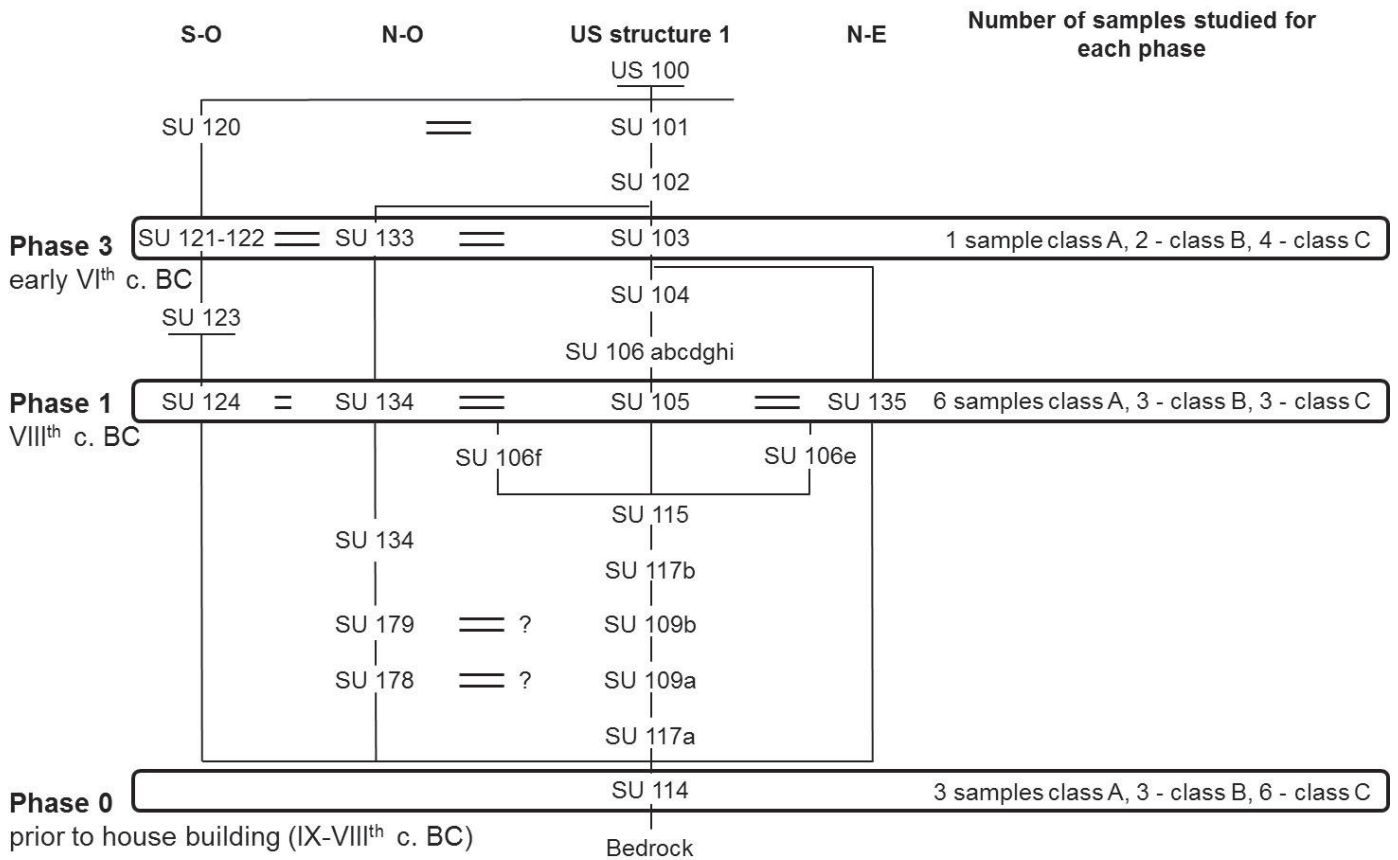 S-O N-O US structure 1 N-E Number of samples studied for
each phase
US 100
SU 120 = SU 101
SU 102
Phase 3 SU 121-122 = SU 133 = SU 103 1 sample class A, 2 - class B, 4 - class C
early VIth c. BC
SU 104
SU 123
SU 106 abcdghi
Phase 1 SU 124 = SU 134 = SU 105 = SU 135 6 samples class A, 3 - class B, 3 - class C
VIIIth c. BC
SU 106f SU 106e
SU 115
SU 134
SU 117b
SU 179 = ? SU 109b
SU 178 = ? SU 109a
SU 117a
Phase 0 SU 114 3 samples class A, 3 - class B, 6 - class C
prior to house building (IX-VIIIth c. BC)
Bedrock